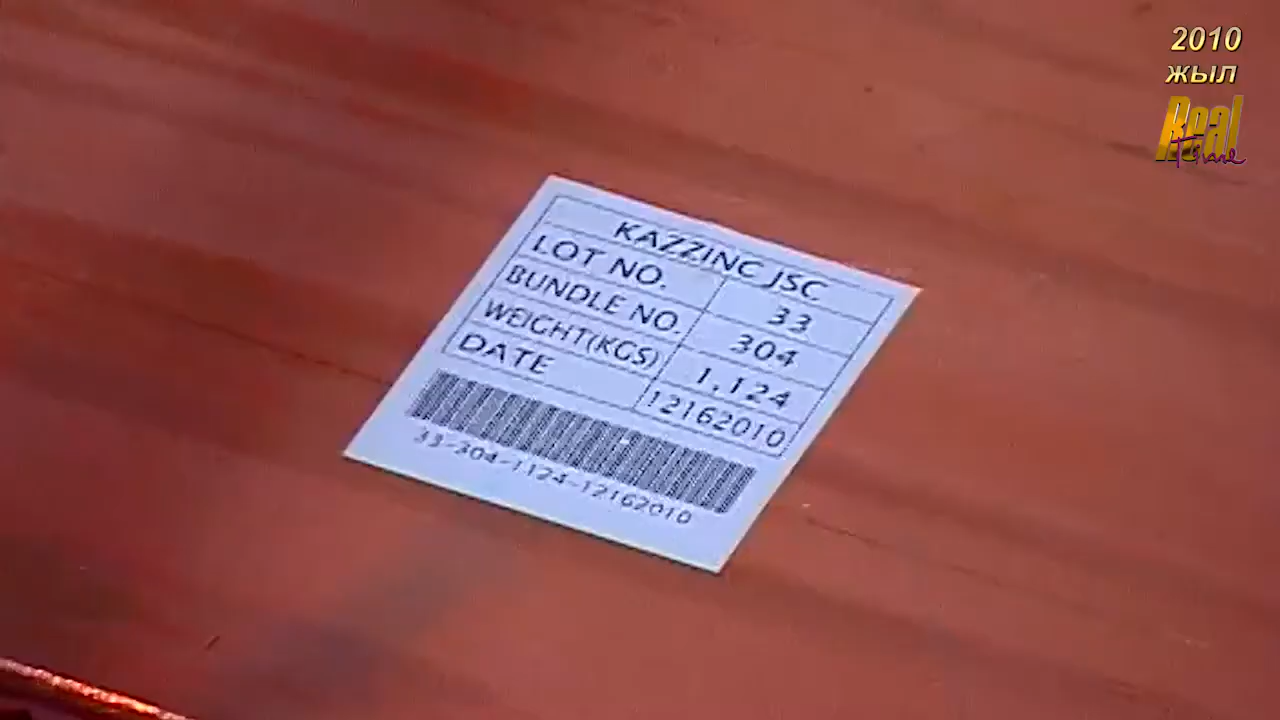 2010
жыл
Real
KAZZINC JSC
LOT NO. 33
BUNDLE NO. 304
WEIGHT(KGS) 1,124
DATE 12162010
33-304-1124-12162010